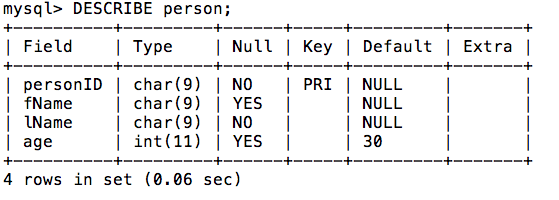 mysql> DESCRIBE person;
+----------+---------+------+-----+---------+-------+
| Field    | Type    | Null | Key | Default | Extra |
+----------+---------+------+-----+---------+-------+
| personID | char(9) | NO   | PRI | NULL    |       |
| fName    | char(9) | YES  |     | NULL    |       |
| lName    | char(9) | NO   |     | NULL    |       |
| age      | int(11) | YES  |     | 30      |       |
+----------+---------+------+-----+---------+-------+
4 rows in set (0.06 sec)